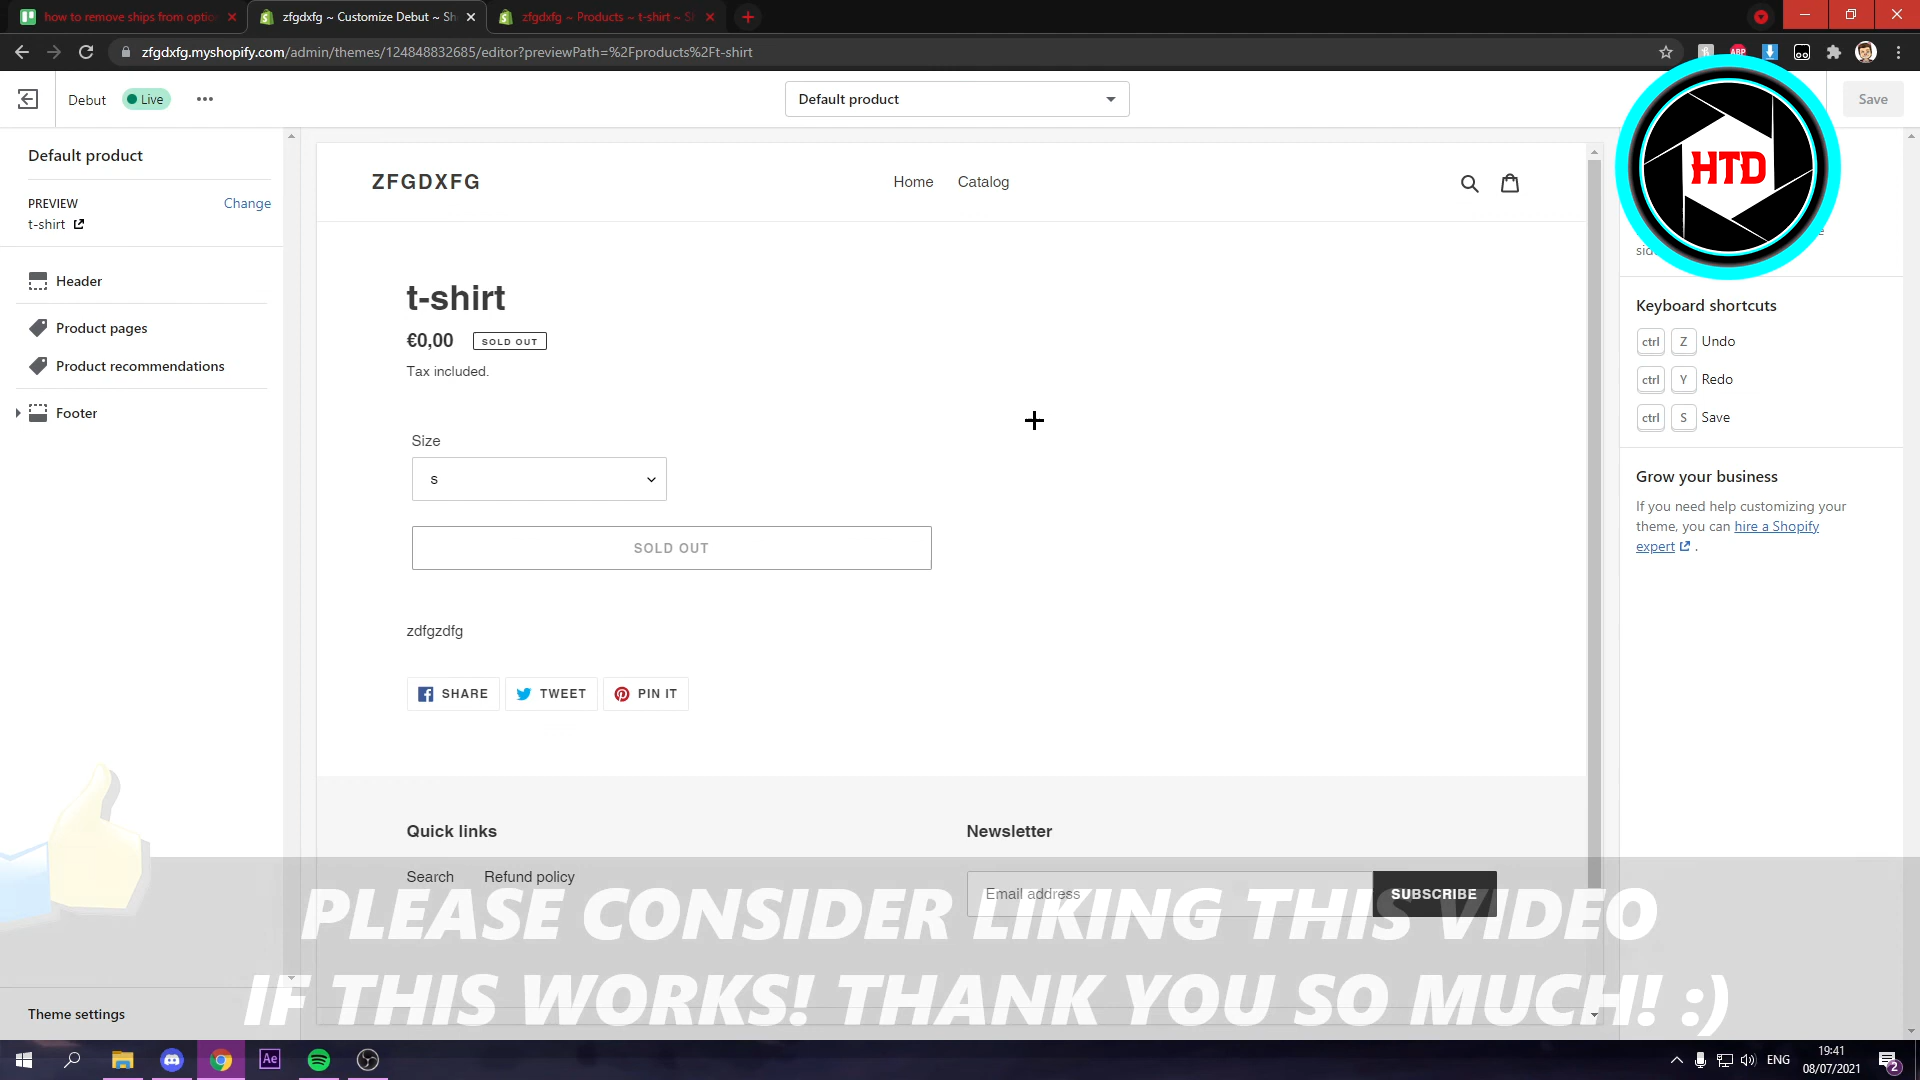 how to remove ships from optio
zfgdxfg ~ Customize Debut ~ Sh
zfgdxfg ~ Products ~ t-shirt ~ S
zfgdxfg.myshopify.com/admin/themes/124848832685/editor?previewPath=%2Fproducts%2Ft-shirt
ABP
Debut
Live
Default product
Save
HTD
Default product
PREVIEW
Change
t-shirt
Header
Product pages
Product recommendations
Footer
Theme settings
ZFGDXFG
Home
Catalog
t-shirt
€0,00
SOLD OUT
Tax included.
Size
s
SOLD OUT
zdfgzdfg
SHARE
TWEET
PIN IT
Quick links
Search
Refund policy
Newsletter
Email address
SUBSCRIBE
Keyboard shortcuts
ctrl Z Undo
ctrl Y Redo
ctrl S Save
Grow your business
If you need help customizing your
theme, you can hire a Shopify
expert .
PLEASE CONSIDER LIKING THIS VIDEO
IF THIS WORKS! THANK YOU SO MUCH! :)
Ae
ENG
19:41
08/07/2021
2